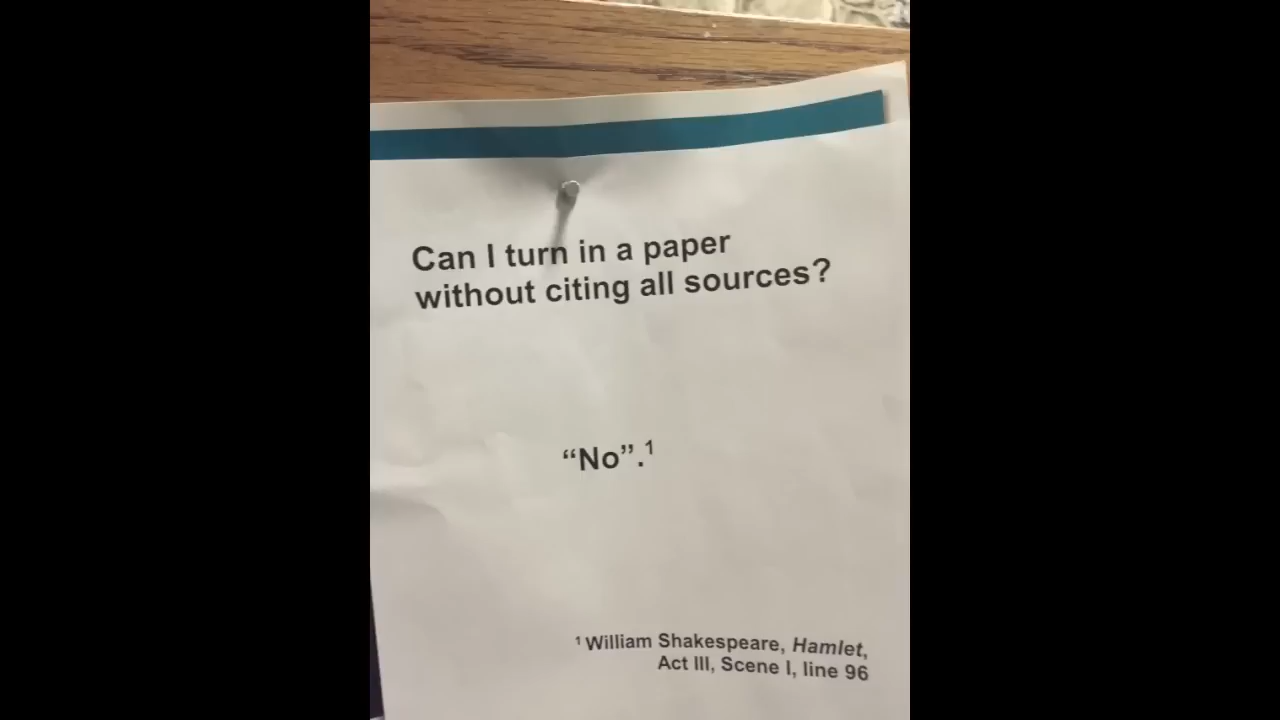 Can I turn in a paper
without citing all sources?
“No”.¹
¹ William Shakespeare, Hamlet,
Act III, Scene I, line 96